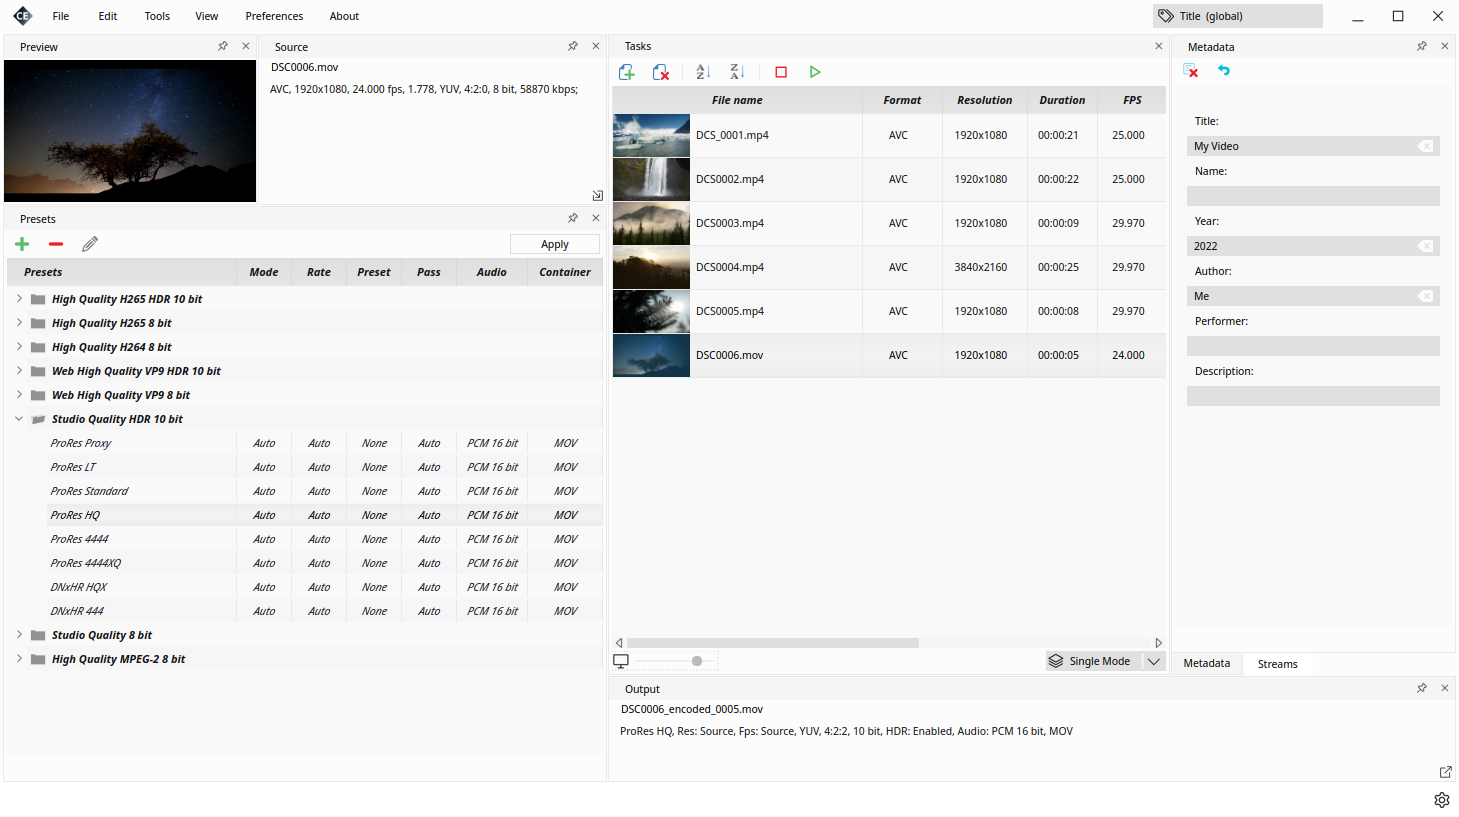 CE File Edit Tools View Preferences About Title (global)
Preview
Source
DSC0006.mov
AVC, 1920x1080, 24.000 fps, 1.778, YUV, 4:2:0, 8 bit, 58870 kbps;
Presets
Apply
Presets Mode Rate Preset Pass Audio Container
High Quality H265 HDR 10 bit
High Quality H265 8 bit
High Quality H264 8 bit
Web High Quality VP9 HDR 10 bit
Web High Quality VP9 8 bit
Studio Quality HDR 10 bit
ProRes Proxy Auto Auto None Auto PCM 16 bit MOV
ProRes LT Auto Auto None Auto PCM 16 bit MOV
ProRes Standard Auto Auto None Auto PCM 16 bit MOV
ProRes HQ Auto Auto None Auto PCM 16 bit MOV
ProRes 4444 Auto Auto None Auto PCM 16 bit MOV
ProRes 4444XQ Auto Auto None Auto PCM 16 bit MOV
DNxHR HQX Auto Auto None Auto PCM 16 bit MOV
DNxHR 444 Auto Auto None Auto PCM 16 bit MOV
Studio Quality 8 bit
High Quality MPEG-2 8 bit
Tasks
A Z Z A
File name Format Resolution Duration FPS
DCS_0001.mp4 AVC 1920x1080 00:00:21 25.000
DCS0002.mp4 AVC 1920x1080 00:00:22 25.000
DCS0003.mp4 AVC 1920x1080 00:00:09 29.970
DCS0004.mp4 AVC 3840x2160 00:00:25 29.970
DCS0005.mp4 AVC 1920x1080 00:00:08 29.970
DSC0006.mov AVC 1920x1080 00:00:05 24.000
Single Mode
Metadata
Title:
My Video
Name:
Year:
2022
Author:
Me
Performer:
Description:
Metadata Streams
Output
DSC0006_encoded_0005.mov
ProRes HQ, Res: Source, Fps: Source, YUV, 4:2:2, 10 bit, HDR: Enabled, Audio: PCM 16 bit, MOV